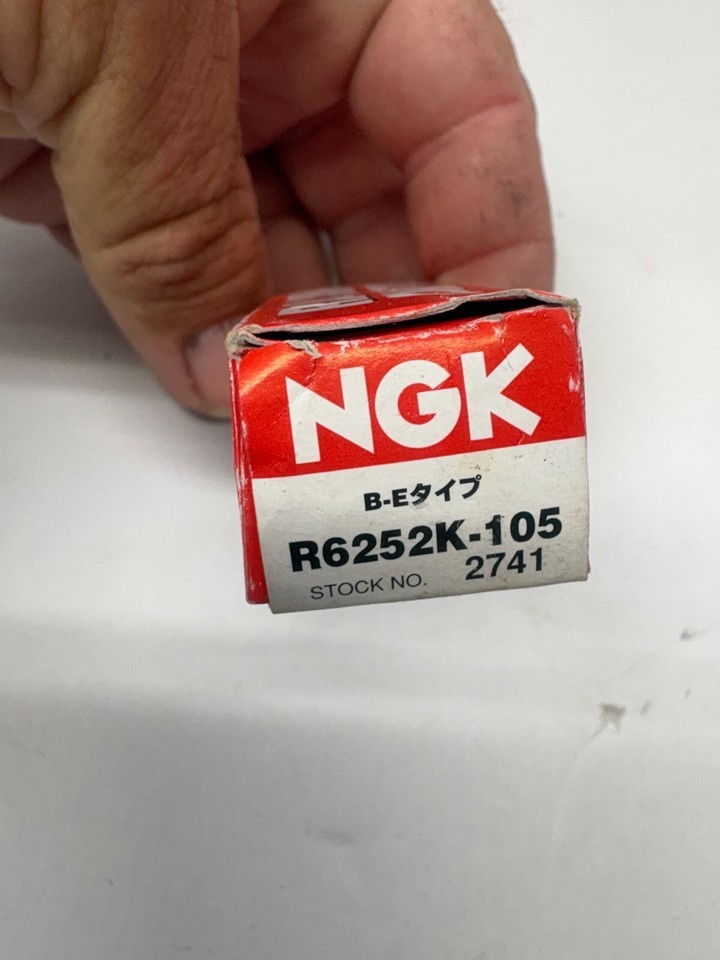 NGK
B-Eタイプ
R6252K-105
STOCK NO. 2741